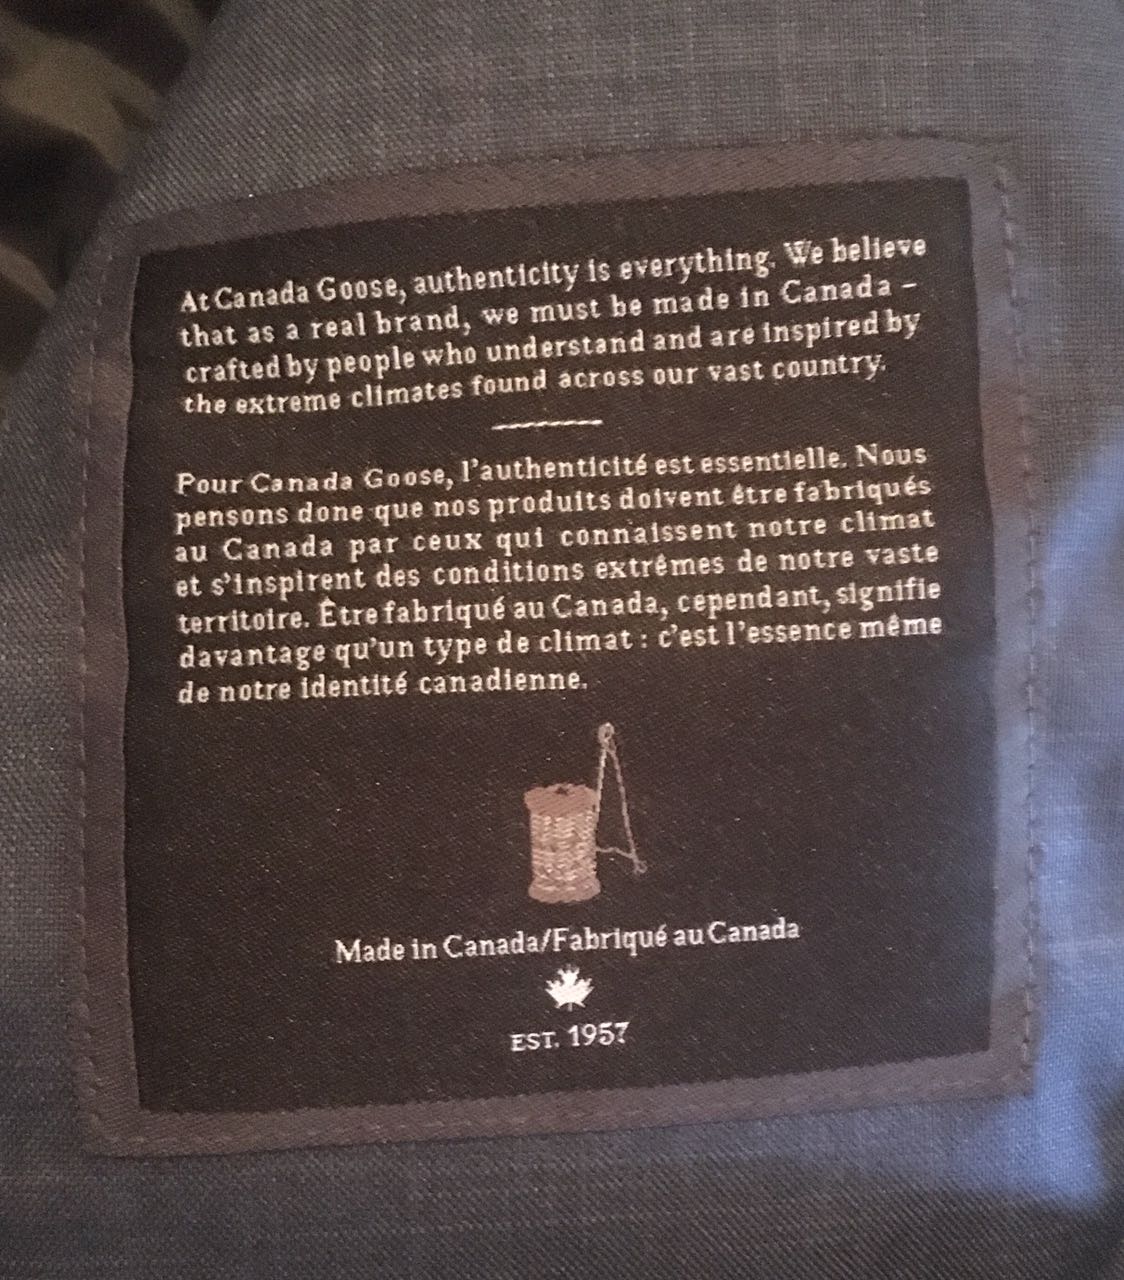 At Canada Goose, authenticity is everything. We believe
that as a real brand, we must be made in Canada –
crafted by people who understand and are inspired by
the extreme climates found across our vast country.
Pour Canada Goose, l'authenticité est essentielle. Nous
pensons done que nos produits doivent être fabriqués
au Canada par ceux qui connaissent notre climat
et s'inspirent des conditions extrêmes de notre vaste
territoire. Être fabriqué au Canada, cependant, signifie
davantage qu'un type de climat : c'est l'essence même
de notre identité canadienne.
Made in Canada/Fabriqué au Canada
EST. 1957